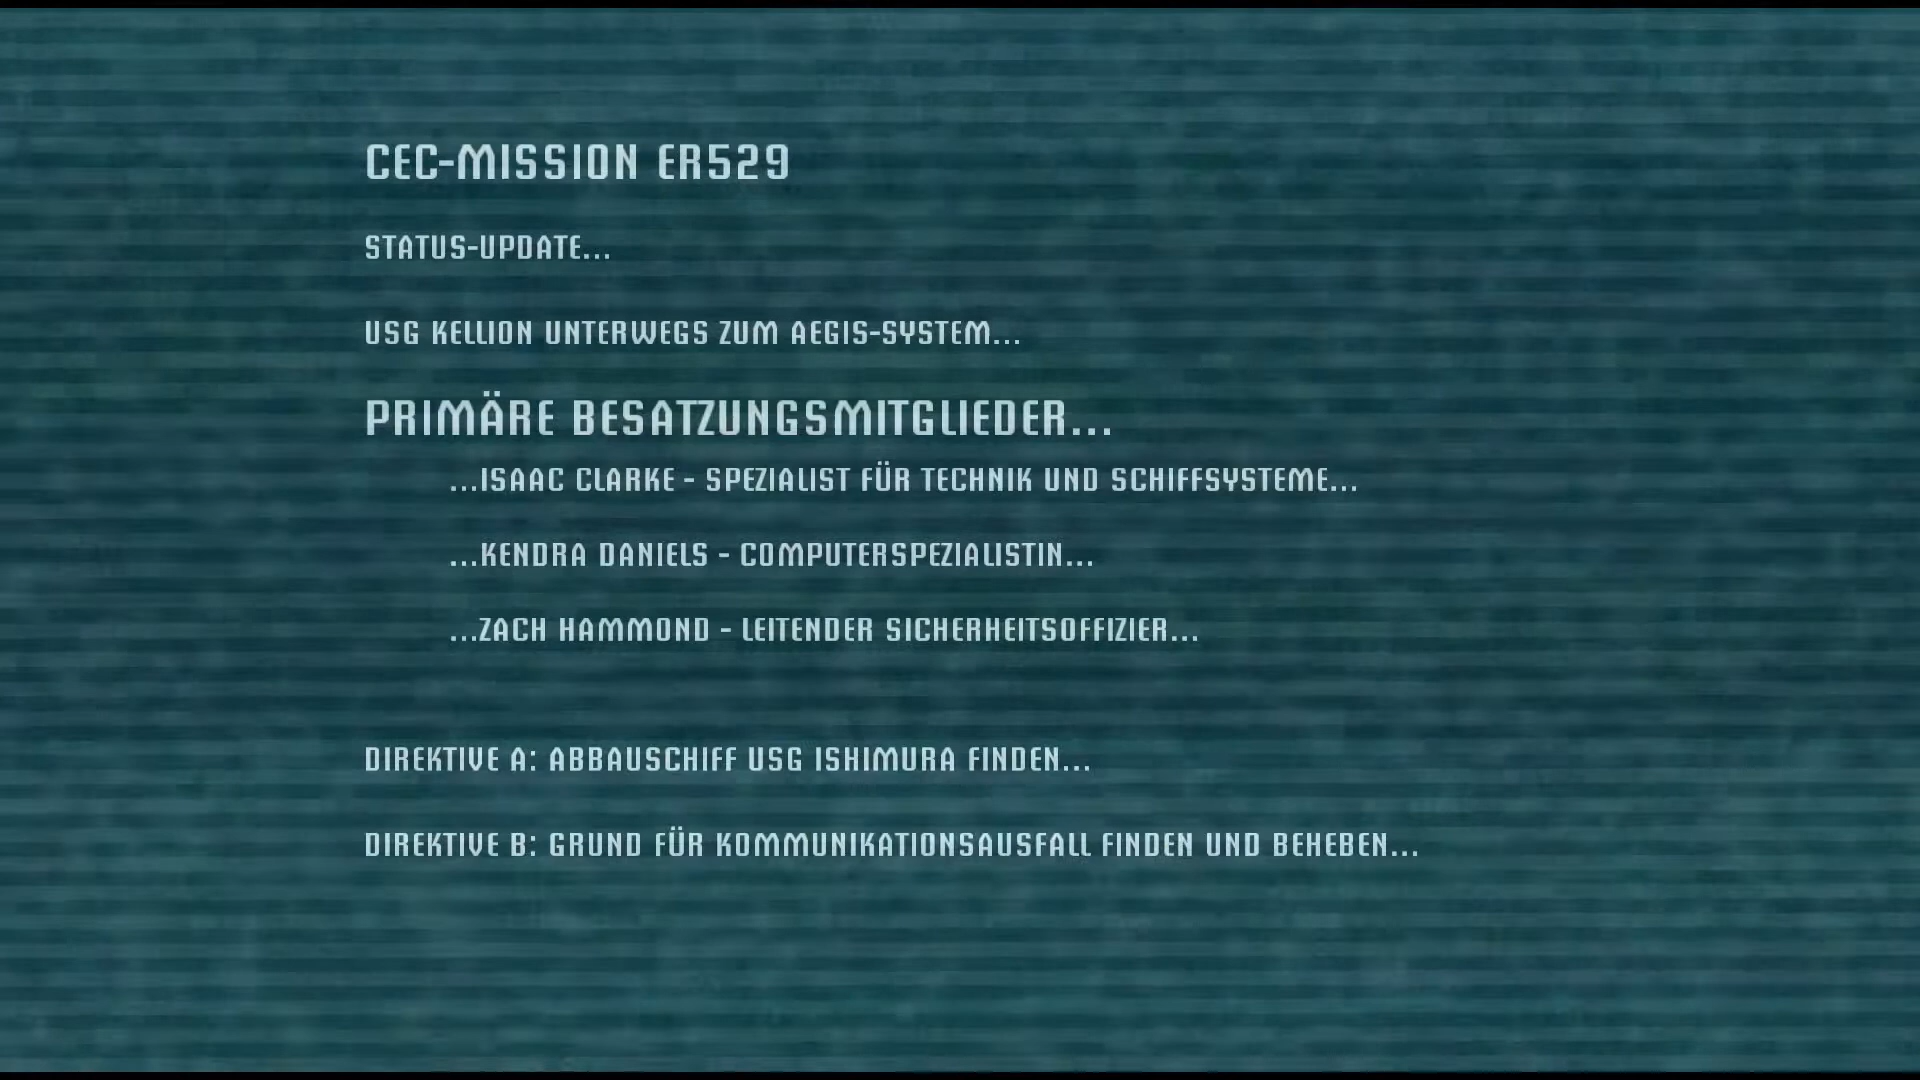 CEC-MISSION ER529
STATUS-UPDATE...
USG KELLION UNTERWEGS ZUM AEGIS-SYSTEM...
PRIMÄRE BESATZUNGSMITGLIEDER...
...ISAAC CLARKE - SPEZIALIST FÜR TECHNIK UND SCHIFFSYSTEME...
...KENDRA DANIELS - COMPUTERSPEZIALISTIN...
...ZACH HAMMOND - LEITENDER SICHERHEITSOFFIZIER...
DIREKTIVE A: ABBAUSCHIFF USG ISHIMURA FINDEN...
DIREKTIVE B: GRUND FÜR KOMMUNIKATIONSAUSFALL FINDEN UND BEHEBEN...